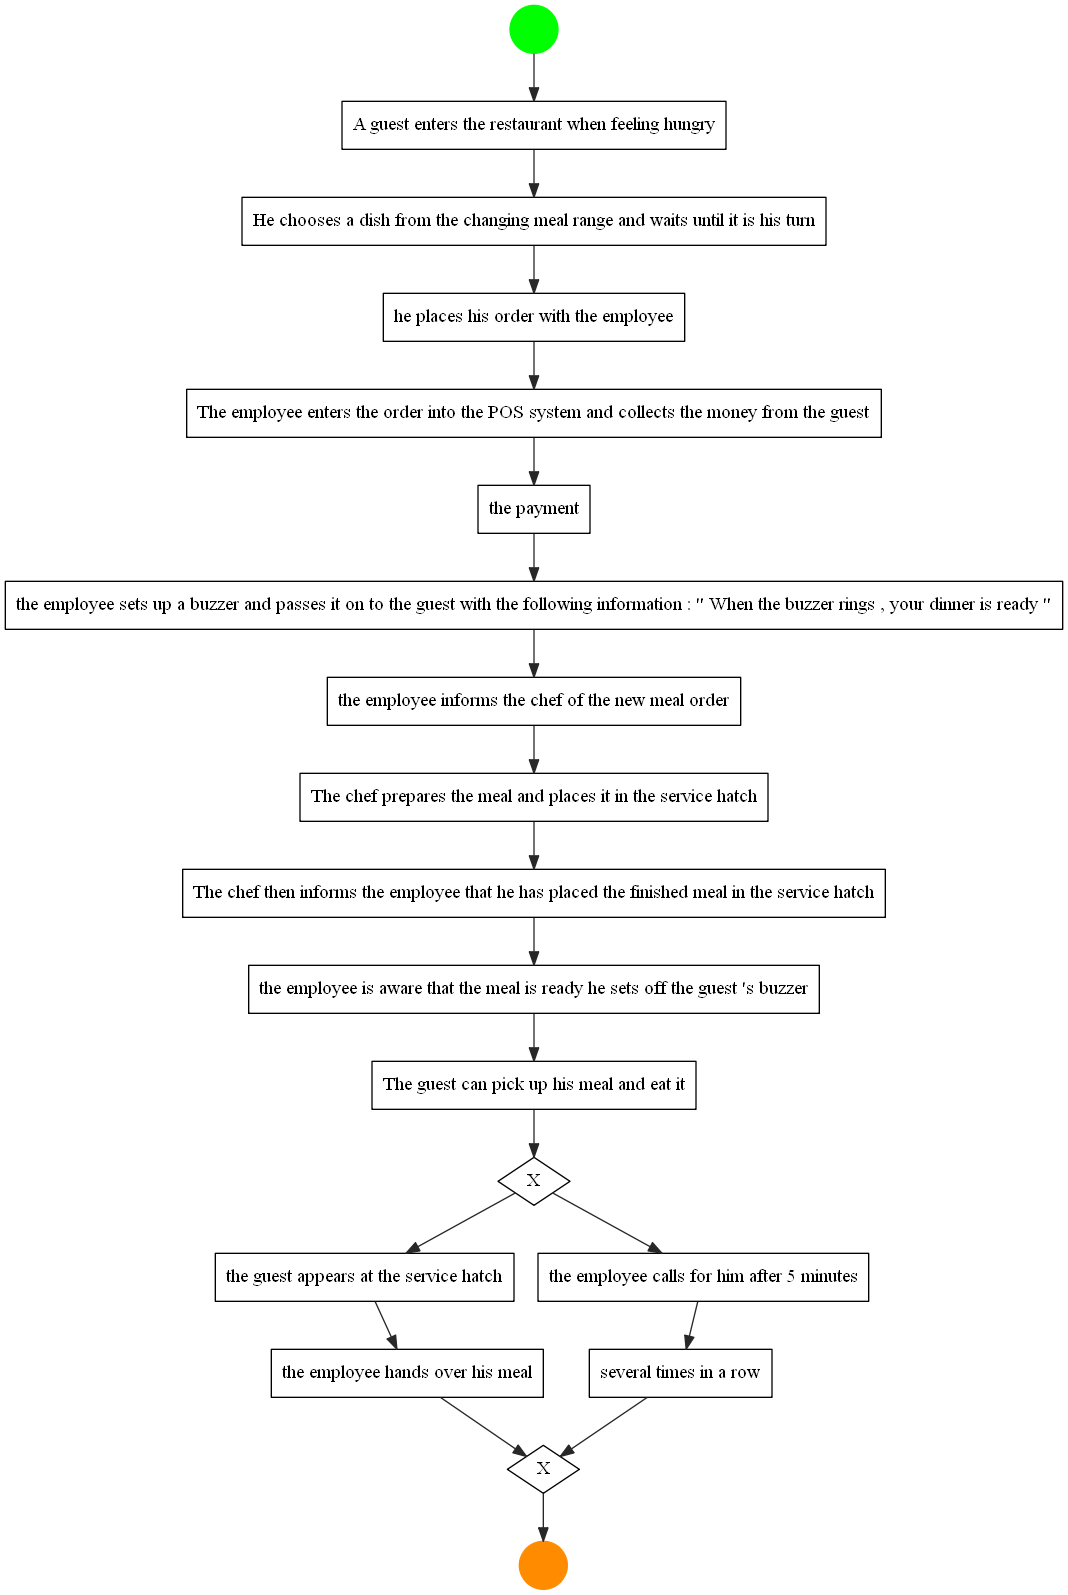 A guest enters the restaurant when feeling hungry
He chooses a dish from the changing meal range and waits until it is his turn
he places his order with the employee
The employee enters the order into the POS system and collects the money from the guest
the payment
the employee sets up a buzzer and passes it on to the guest with the following information : " When the buzzer rings , your dinner is ready "
the employee informs the chef of the new meal order
The chef prepares the meal and places it in the service hatch
The chef then informs the employee that he has placed the finished meal in the service hatch
the employee is aware that the meal is ready he sets off the guest 's buzzer
The guest can pick up his meal and eat it
X
the guest appears at the service hatch
the employee calls for him after 5 minutes
the employee hands over his meal
several times in a row
X